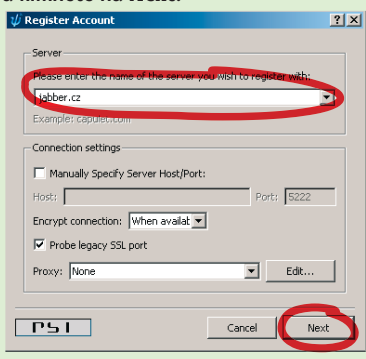 Register Account
Server
Please enter the name of the server you wish to register with:
jabber.cz
Example: capulet.com
Connection settings
Manually Specify Server Host/Port:
Host:
Port: 5222
Encrypt connection: When availat
Probe legacy SSL port
Proxy: None
Edit...
PSI
Cancel
Next